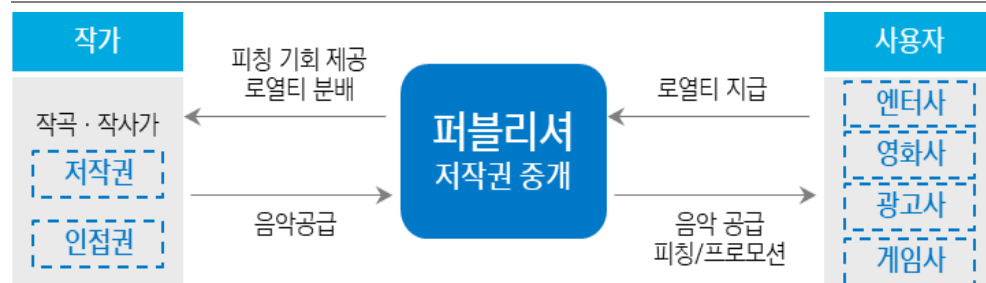 작가
작곡 · 작사가
저작권
인접권
피칭 기회 제공
로열티 분배
음악공급
퍼블리셔
저작권 중개
로열티 지급
음악 공급
피칭/프로모션
사용자
엔터사
영화사
광고사
게임사